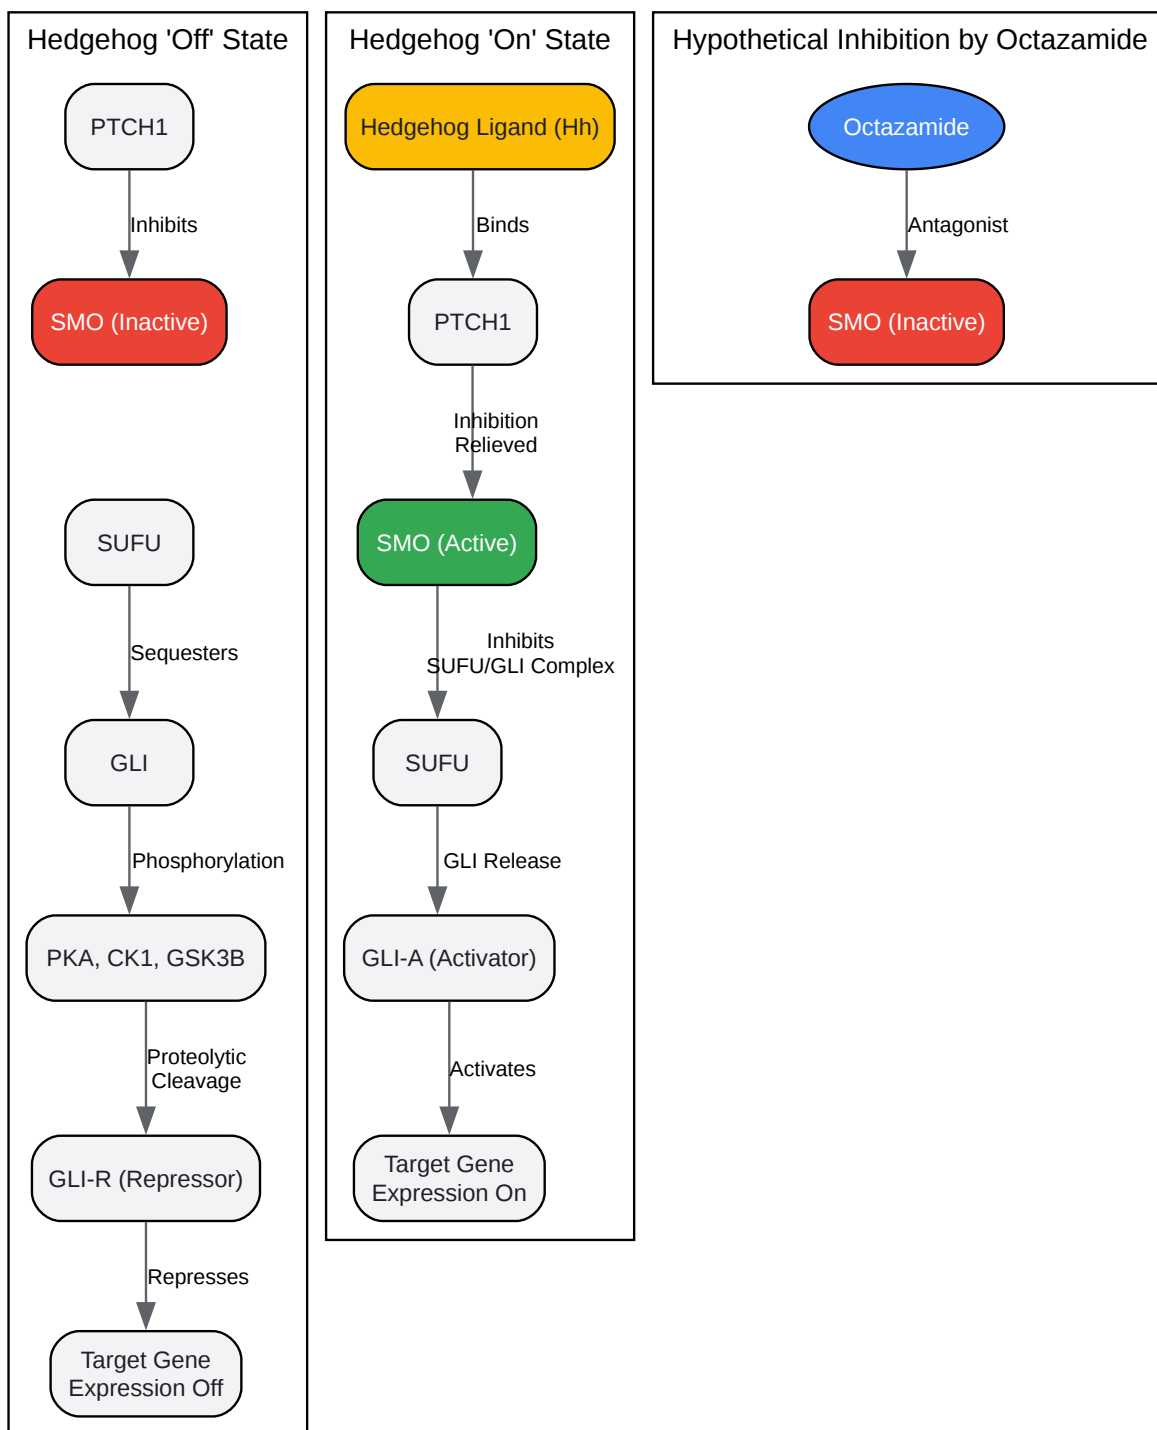 Hedgehog 'Off' State
PTCH1
Inhibits
SMO (Inactive)
SUFU
Sequesters
GLI
Phosphorylation
PKA, CK1, GSK3B
Proteolytic
Cleavage
GLI-R (Repressor)
Represses
Target Gene
Expression Off
Hedgehog 'On' State
Hedgehog Ligand (Hh)
Binds
PTCH1
Inhibition
Relieved
SMO (Active)
Inhibits
SUFU/GLI Complex
SUFU
GLI Release
GLI-A (Activator)
Activates
Target Gene
Expression On
Hypothetical Inhibition by Octazamide
Octazamide
Antagonist
SMO (Inactive)